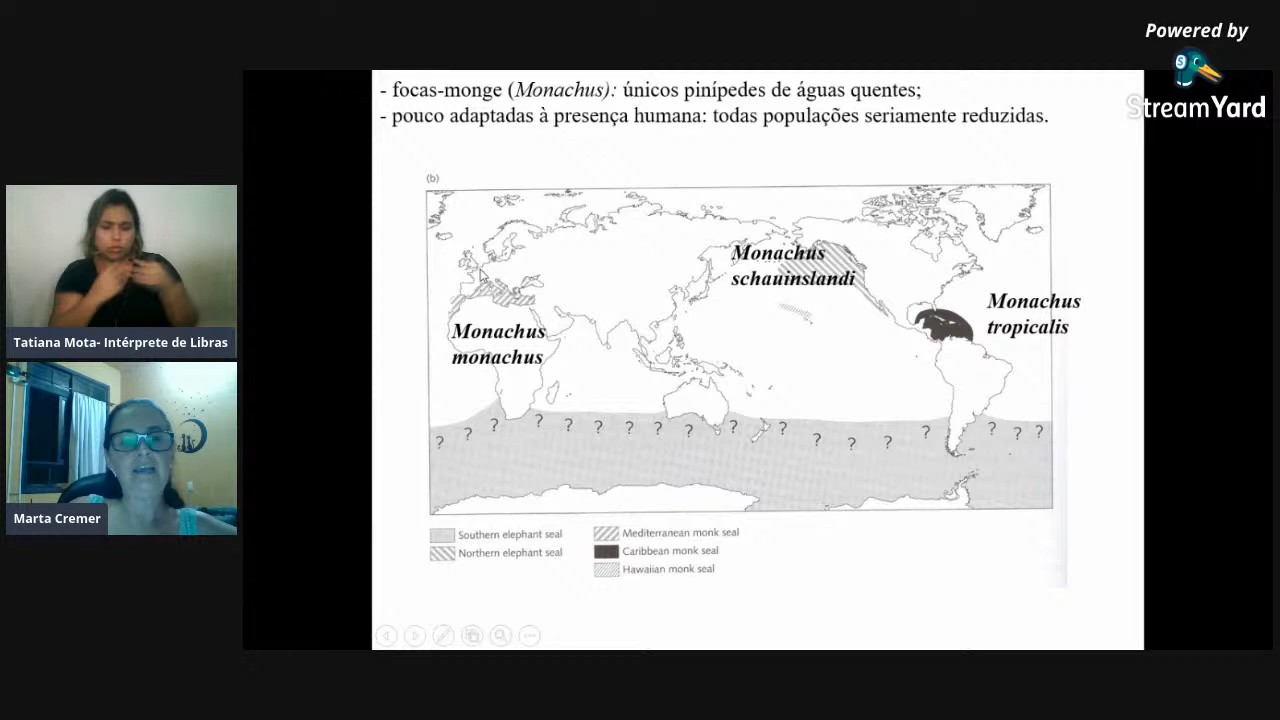 Powered by
StreamYard
- focas-monge (Monachus): únicos pinípedes de águas quentes;
- pouco adaptadas à presença humana: todas populações seriamente reduzidas.
(b)
Monachus
schauinslandi
Monachus
tropicalis
Monachus
monachus
? ? ? ? ? ? ? ? ? ? ? ? ? ? ? ? ? ?
Southern elephant seal
Northern elephant seal
Mediterranean monk seal
Caribbean monk seal
Hawaiian monk seal
Tatiana Mota- Intérprete de Libras
Marta Cremer